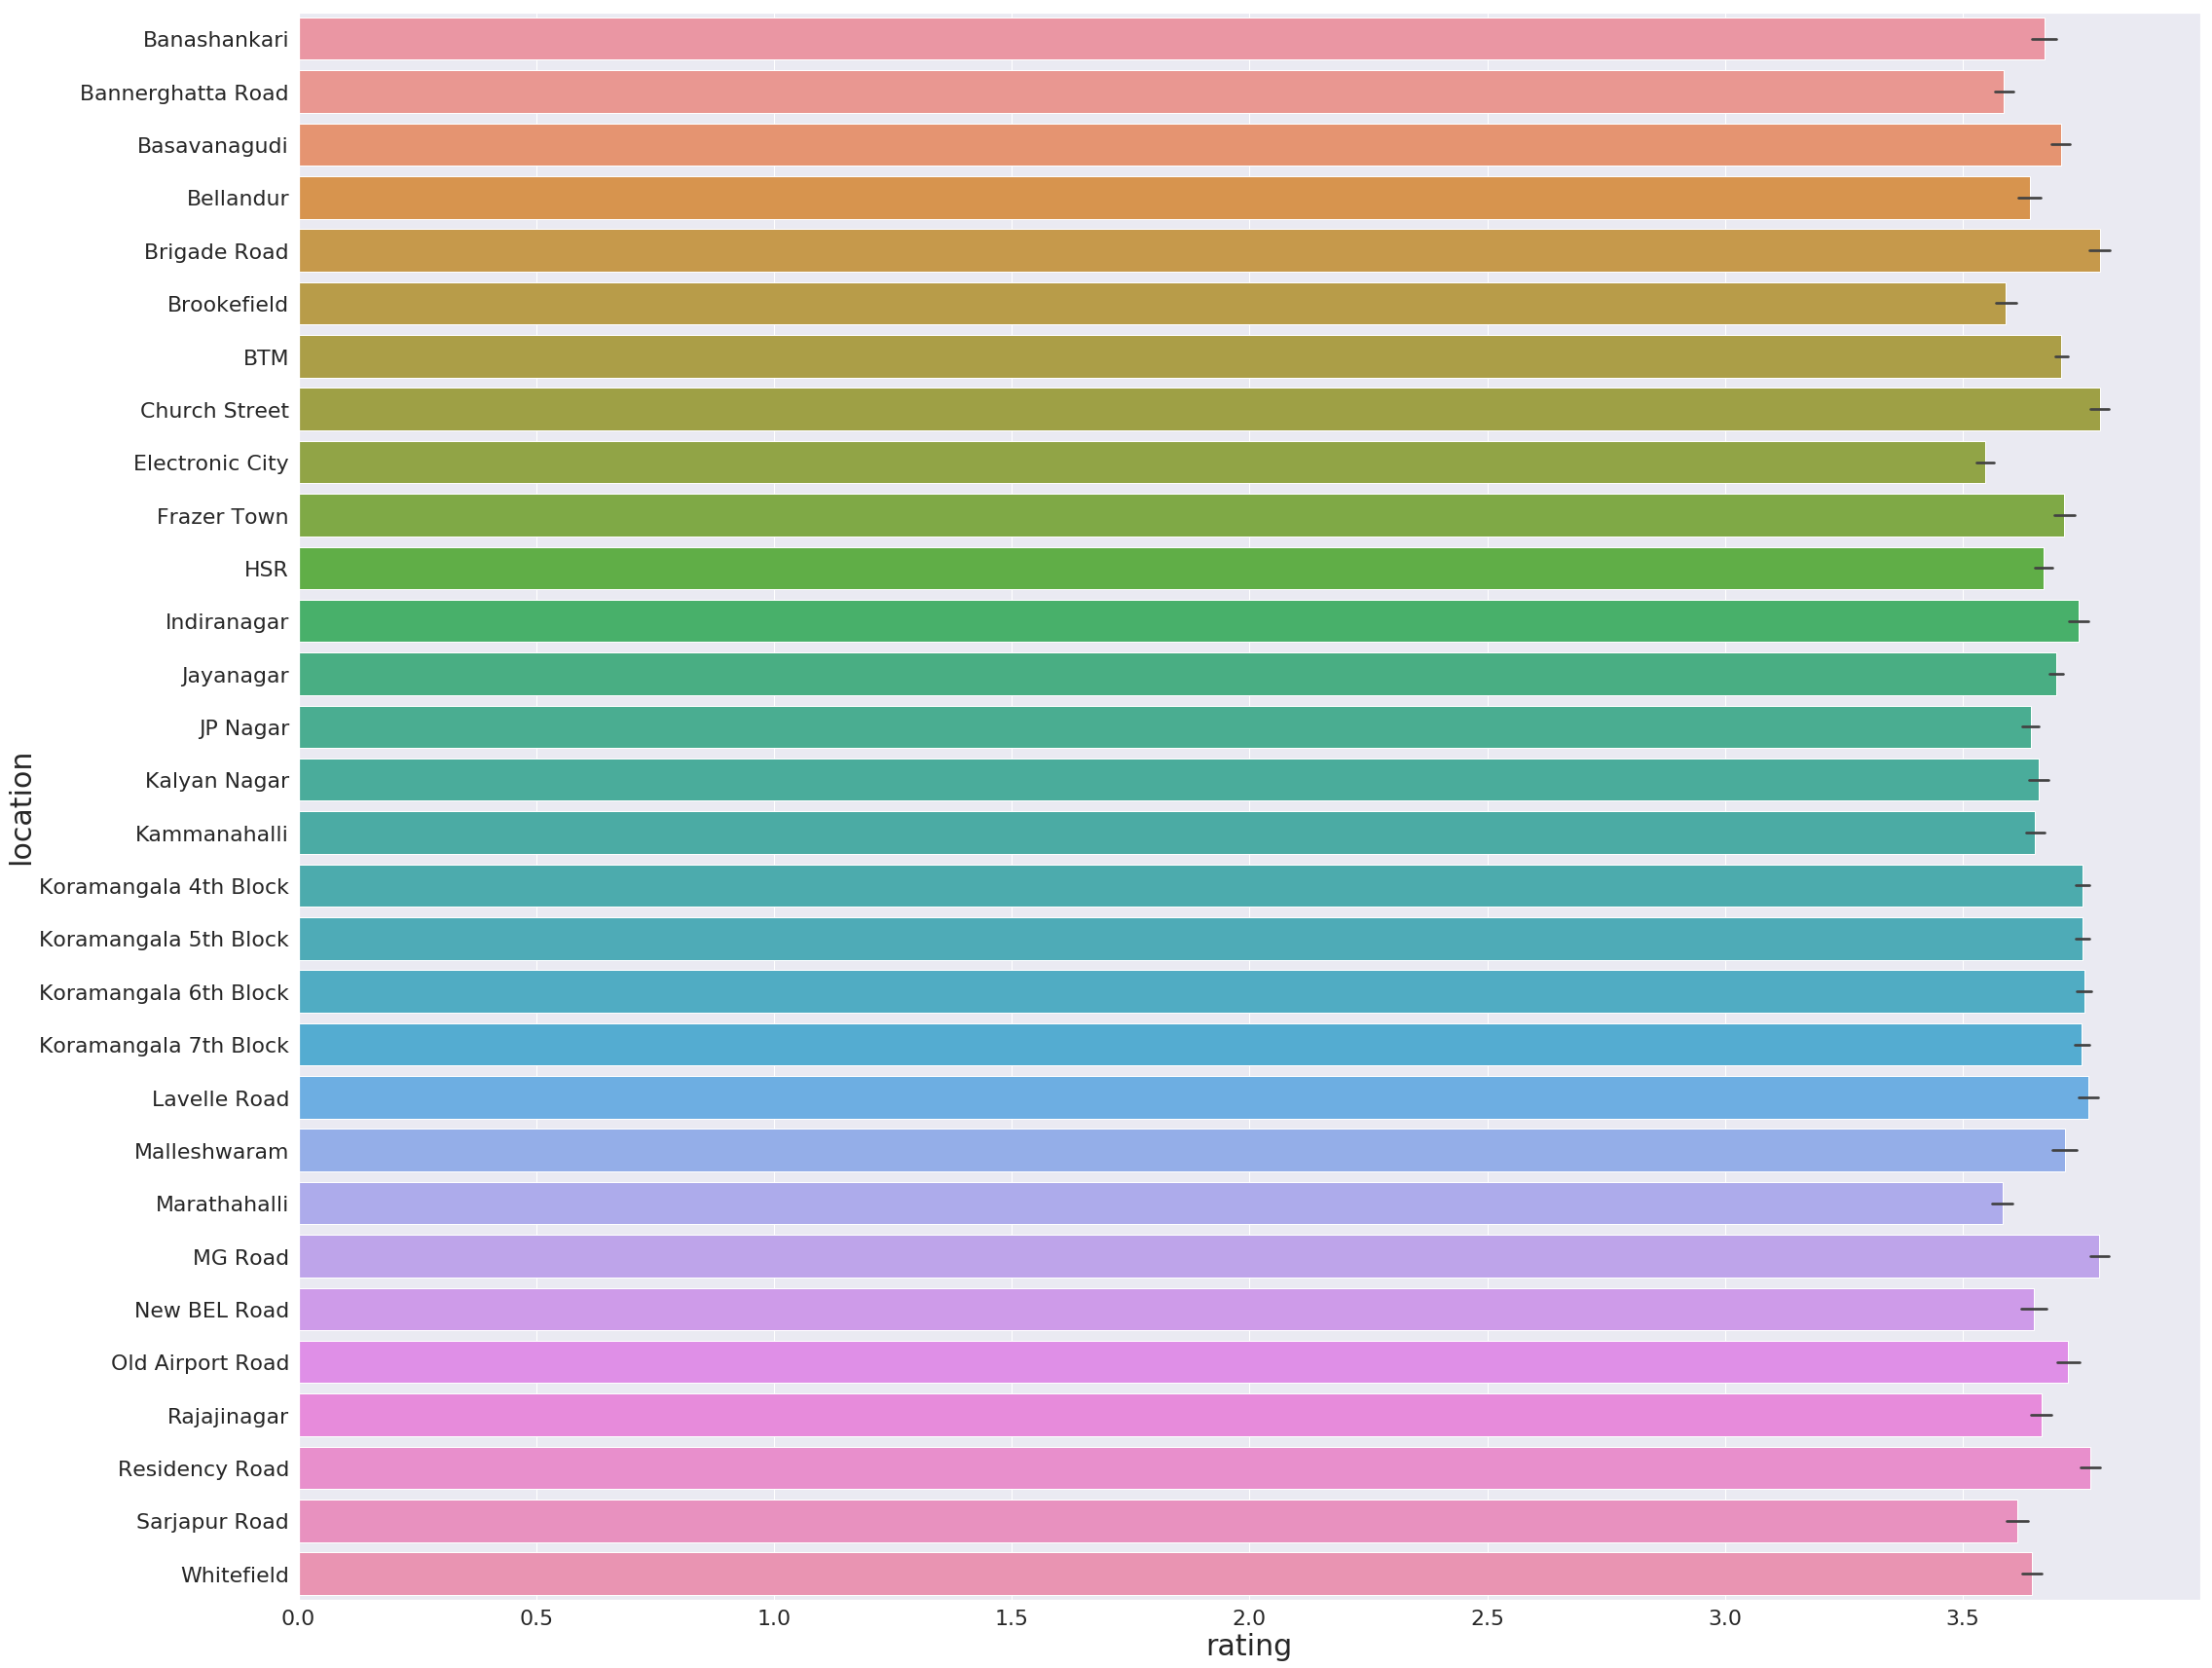 Banashankari
Bannerghatta Road
Basavanagudi
Bellandur
Brigade Road
Brookefield
BTM
Church Street
Electronic City
Frazer Town
HSR
Indiranagar
Jayanagar
JP Nagar
Kalyan Nagar
Kammanahalli
Koramangala 4th Block
Koramangala 5th Block
Koramangala 6th Block
Koramangala 7th Block
Lavelle Road
Malleshwaram
Marathahalli
MG Road
New BEL Road
Old Airport Road
Rajajinagar
Residency Road
Sarjapur Road
Whitefield
location
0.0 0.5 1.0 1.5 2.0 2.5 3.0 3.5
rating